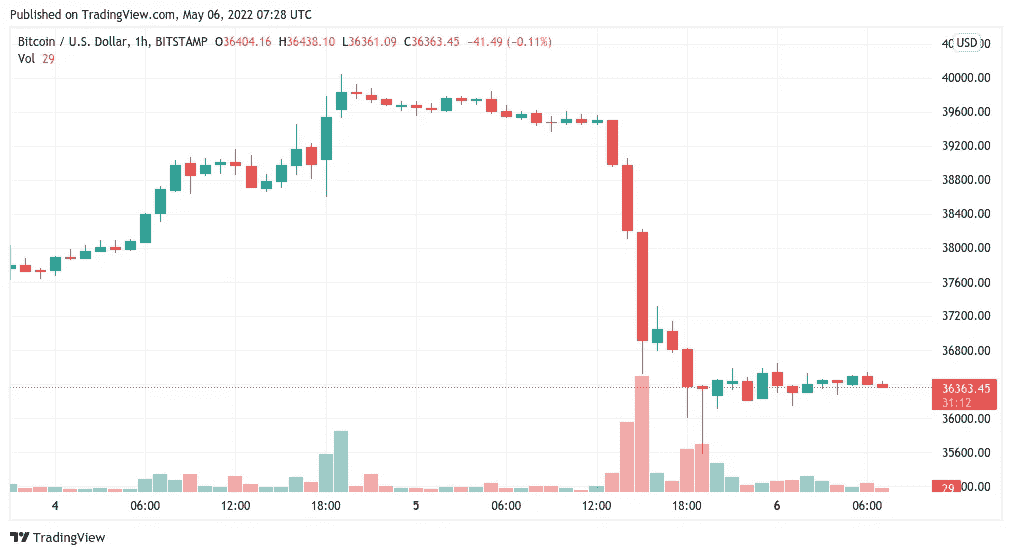 Published on TradingView.com, May 06, 2022 07:28 UTC
Bitcoin / U.S. Dollar, 1h, BITSTAMP O36404.16 H36438.10 L36361.09 C36363.45 −41.49 (−0.11%)
Vol 29
USD
40000.00
39600.00
39200.00
38800.00
38400.00
38000.00
37600.00
37200.00
36800.00
36363.45
31:12
36000.00
35600.00
29
00.00
4 06:00 12:00 18:00 5 06:00 12:00 18:00 6 06:00
TradingView